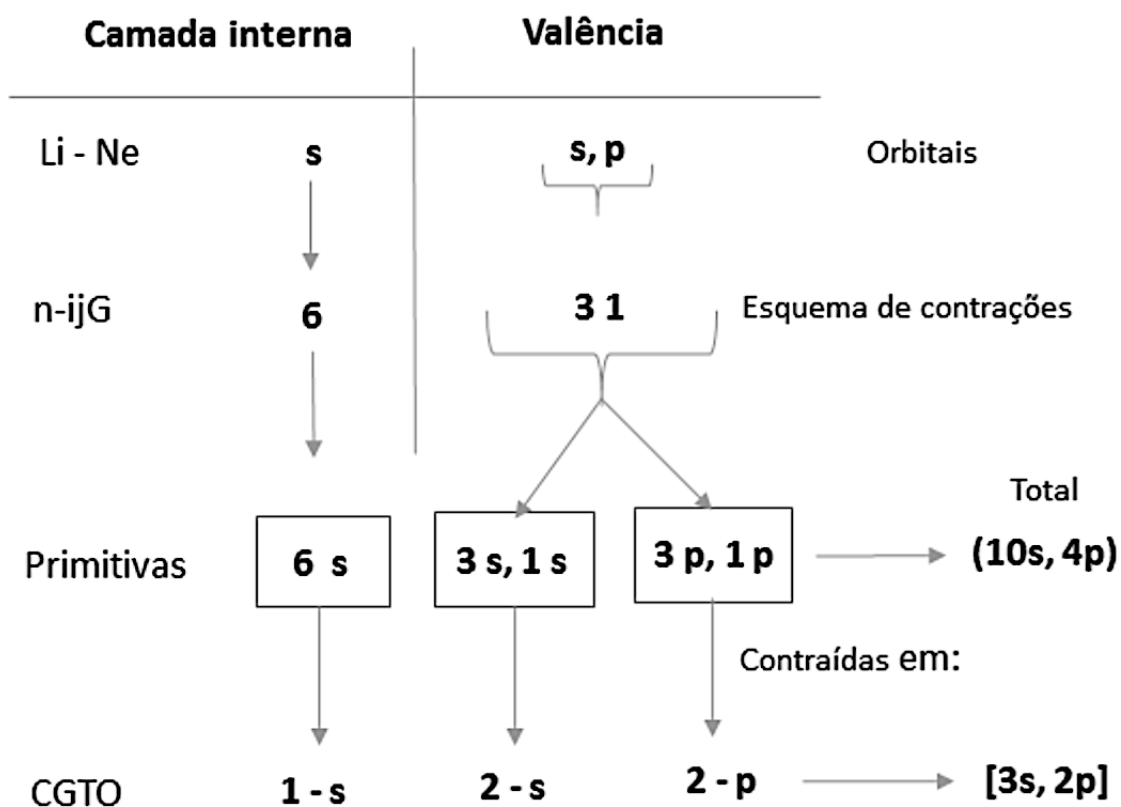 Camada interna
Valência
Li - Ne
s
s, p
Orbitais
n-ijG
6
3 1
Esquema de contrações
Total
Primitivas
6 s
3 s, 1 s
3 p, 1 p
(10s, 4p)
Contraídas em:
CGTO
1 - s
2 - s
2 - p
[3s, 2p]